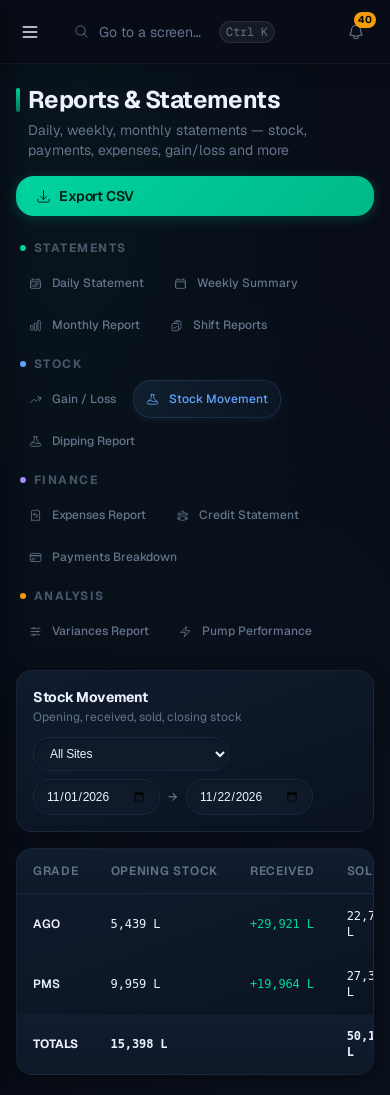 40
Go to a screen... Ctrl K
Reports & Statements
Daily, weekly, monthly statements — stock,
payments, expenses, gain/loss and more
Export CSV
STATEMENTS
Daily Statement Weekly Summary
Monthly Report Shift Reports
STOCK
Gain / Loss Stock Movement
Dipping Report
FINANCE
Expenses Report Credit Statement
Payments Breakdown
ANALYSIS
Variances Report Pump Performance
Stock Movement
Opening, received, sold, closing stock
All Sites
11/01/2026 → 11/22/2026
GRADE OPENING STOCK RECEIVED
AGO 5,439 L +29,921 L
L
PMS 9,959 L +19,964 L
L
TOTALS 15,398 L
L